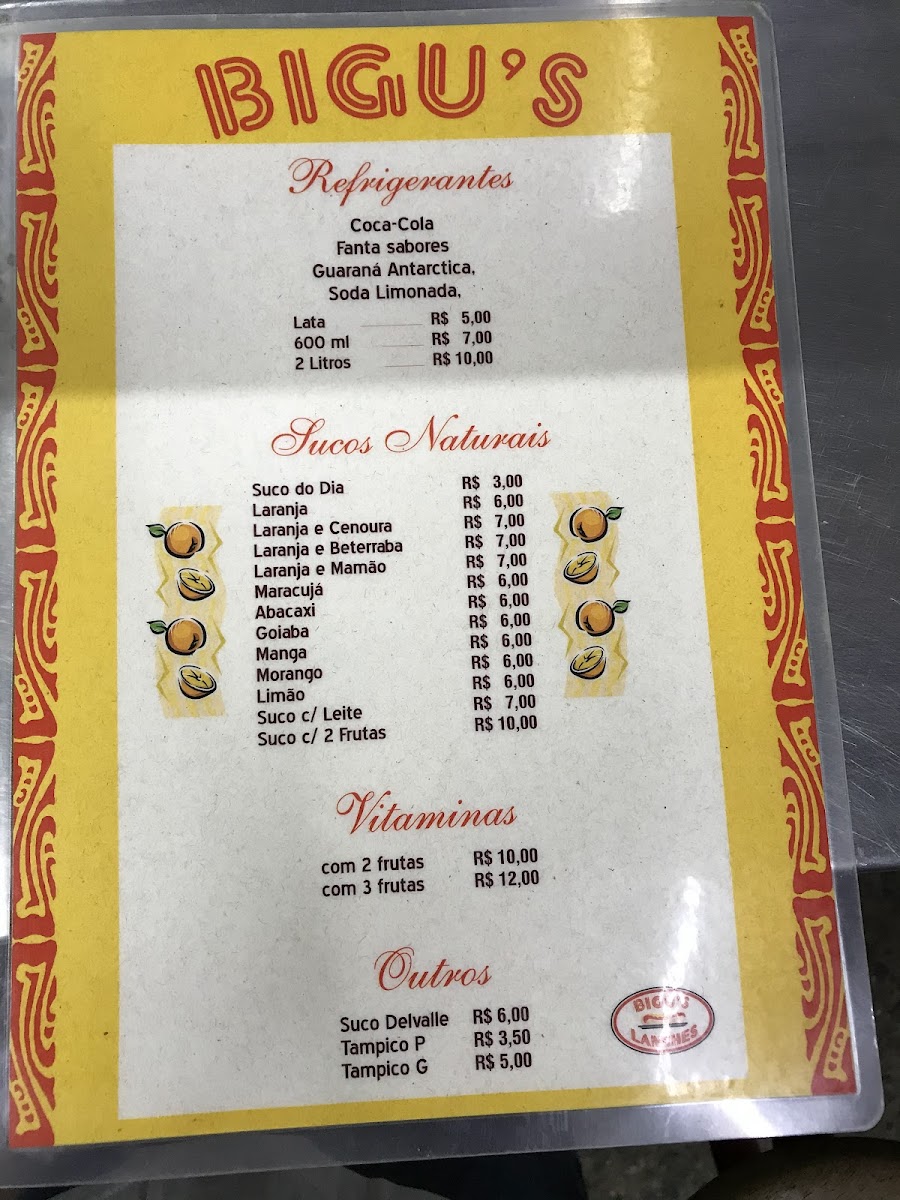 BIGU'S
Refrigerantes
Coca-Cola
Fanta sabores
Guaraná Antarctica,
Soda Limonada,
Lata R$ 5,00
600 ml R$ 7,00
2 Litros R$ 10,00
Sucos Naturais
Suco do Dia R$ 3,00
Laranja R$ 6,00
Laranja e Cenoura R$ 7,00
Laranja e Beterraba R$ 7,00
Laranja e Mamão R$ 7,00
Maracujá R$ 6,00
Abacaxi R$ 6,00
Goiaba R$ 6,00
Manga R$ 6,00
Morango R$ 6,00
Limão R$ 6,00
Suco c/ Leite R$ 7,00
Suco c/ 2 Frutas R$ 10,00
Vitaminas
com 2 frutas R$ 10,00
com 3 frutas R$ 12,00
Outros
Suco Delvalle R$ 6,00
Tampico P R$ 3,50
Tampico G R$ 5,00
BIGU'S
LANCHES